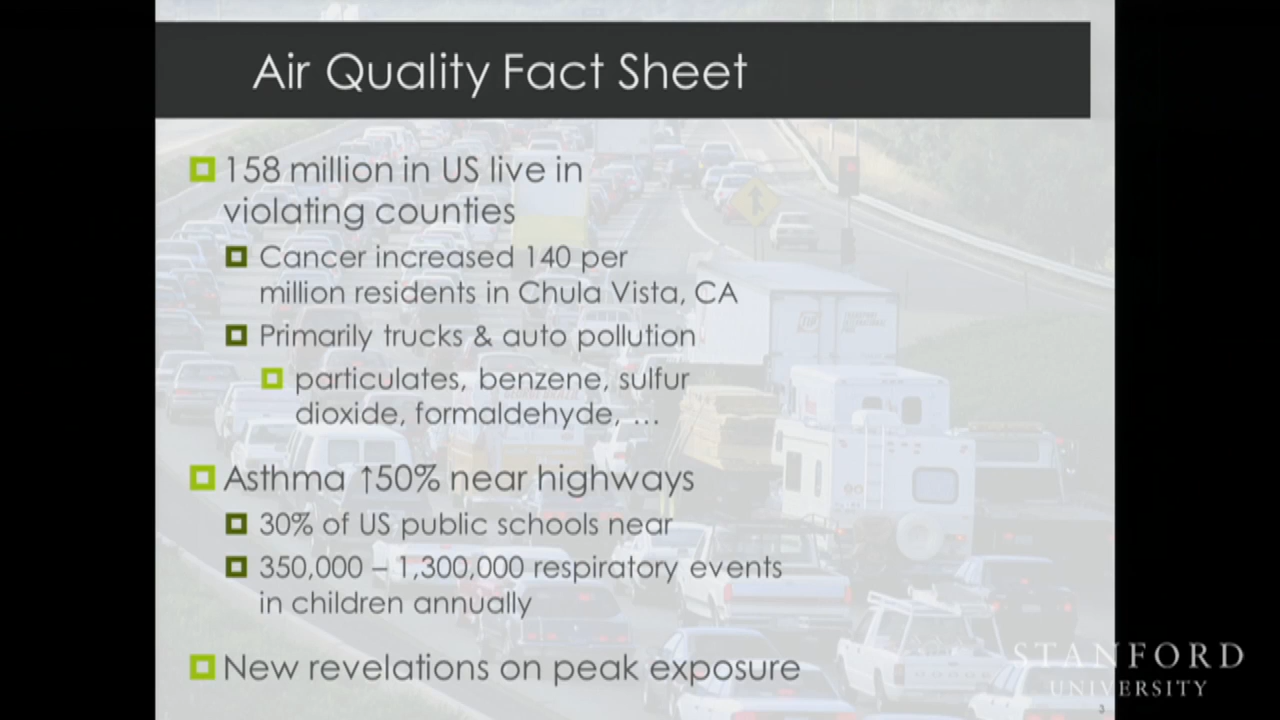 Air Quality Fact Sheet
158 million in US live in
violating counties
Cancer increased 140 per
million residents in Chula Vista, CA
Primarily trucks & auto pollution
particulates, benzene, sulfur
dioxide, formaldehyde, …
Asthma ↑50% near highways
30% of US public schools near
350,000 – 1,300,000 respiratory events
in children annually
New revelations on peak exposure
STANFORD
UNIVERSITY
3